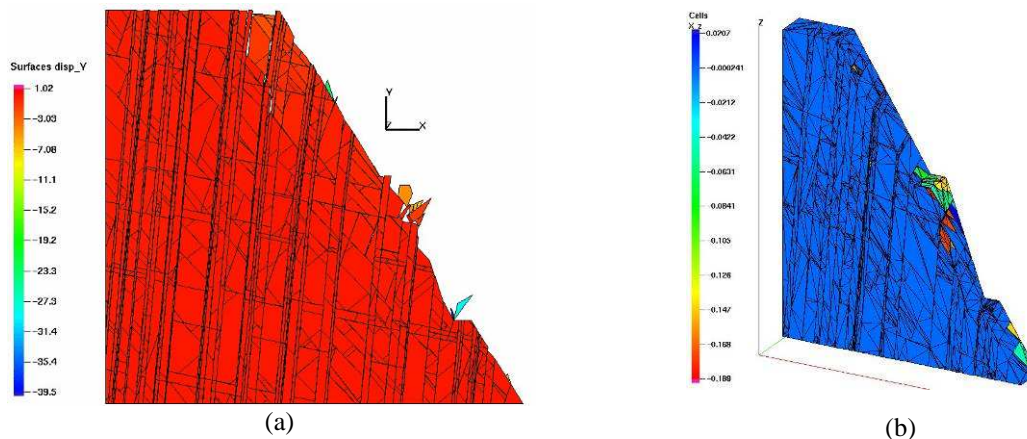 Surfaces disp_Y
1.02
-3.03
-7.08
-11.1
-15.2
-19.2
-23.3
-27.3
-31.4
-35.4
-39.5
Y
Z X
(a)
Cells
X_z
0.0207
-0.000241
-0.0212
-0.0422
-0.0631
-0.0841
-0.105
-0.126
-0.147
-0.168
-0.189
Z
(b)